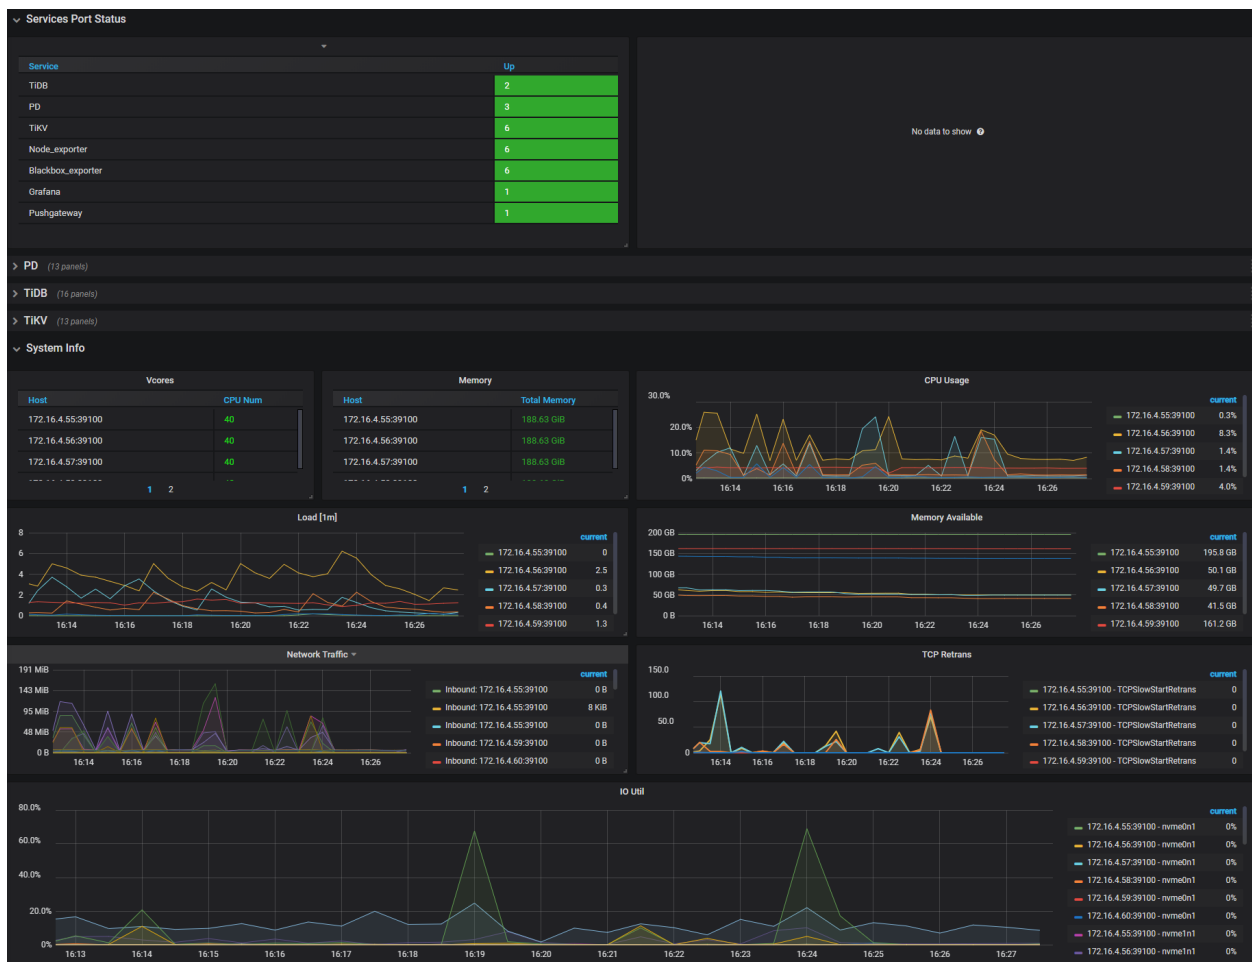 Services Port Status
Service Up
TiDB 2
PD 3
TiKV 6
Node_exporter 6
Blackbox_exporter 6
Grafana 1
Pushgateway 1
No data to show
PD (13 panels)
TiDB (16 panels)
TiKV (13 panels)
System Info
Vcores
Host CPU Num
172.16.4.55:39100 40
172.16.4.56:39100 40
172.16.4.57:39100 40
1 2
Memory
Host Total Memory
172.16.4.55:39100 188.63 GiB
172.16.4.56:39100 188.63 GiB
172.16.4.57:39100 188.63 GiB
1 2
CPU Usage
30.0%
20.0%
10.0%
0%
16:14 16:16 16:18 16:20 16:22 16:24 16:26
current
172.16.4.55:39100 0.3%
172.16.4.56:39100 8.3%
172.16.4.57:39100 1.4%
172.16.4.58:39100 1.4%
172.16.4.59:39100 4.0%
Load [1m]
8
6
4
2
0
16:14 16:16 16:18 16:20 16:22 16:24 16:26
current
172.16.4.55:39100 0
172.16.4.56:39100 2.5
172.16.4.57:39100 0.3
172.16.4.58:39100 0.4
172.16.4.59:39100 1.3
Memory Available
200 GB
150 GB
100 GB
50 GB
0 B
16:14 16:16 16:18 16:20 16:22 16:24 16:26
current
172.16.4.55:39100 195.8 GB
172.16.4.56:39100 50.1 GB
172.16.4.57:39100 49.7 GB
172.16.4.58:39100 41.5 GB
172.16.4.59:39100 161.2 GB
Network Traffic
191 MiB
143 MiB
95 MiB
48 MiB
0 B
16:14 16:16 16:18 16:20 16:22 16:24 16:26
current
Inbound: 172.16.4.55:39100 0 B
Inbound: 172.16.4.55:39100 8 KiB
Inbound: 172.16.4.55:39100 0 B
Inbound: 172.16.4.59:39100 0 B
Inbound: 172.16.4.60:39100 0 B
TCP Retrans
150.0
100.0
50.0
0
16:14 16:16 16:18 16:20 16:22 16:24 16:26
current
172.16.4.55:39100 - TCPSlowStartRetrans 0
172.16.4.56:39100 - TCPSlowStartRetrans 0
172.16.4.57:39100 - TCPSlowStartRetrans 0
172.16.4.58:39100 - TCPSlowStartRetrans 0
172.16.4.59:39100 - TCPSlowStartRetrans 0
IO Util
80.0%
60.0%
40.0%
20.0%
0%
16:13 16:14 16:15 16:16 16:17 16:18 16:19 16:20 16:21 16:22 16:23 16:24 16:25 16:26 16:27
current
172.16.4.55:39100 - nvme0n1 0%
172.16.4.56:39100 - nvme0n1 0%
172.16.4.57:39100 - nvme0n1 0%
172.16.4.58:39100 - nvme0n1 0%
172.16.4.59:39100 - nvme0n1 0%
172.16.4.60:39100 - nvme0n1 0%
172.16.4.55:39100 - nvme1n1 0%
172.16.4.56:39100 - nvme1n1 0%